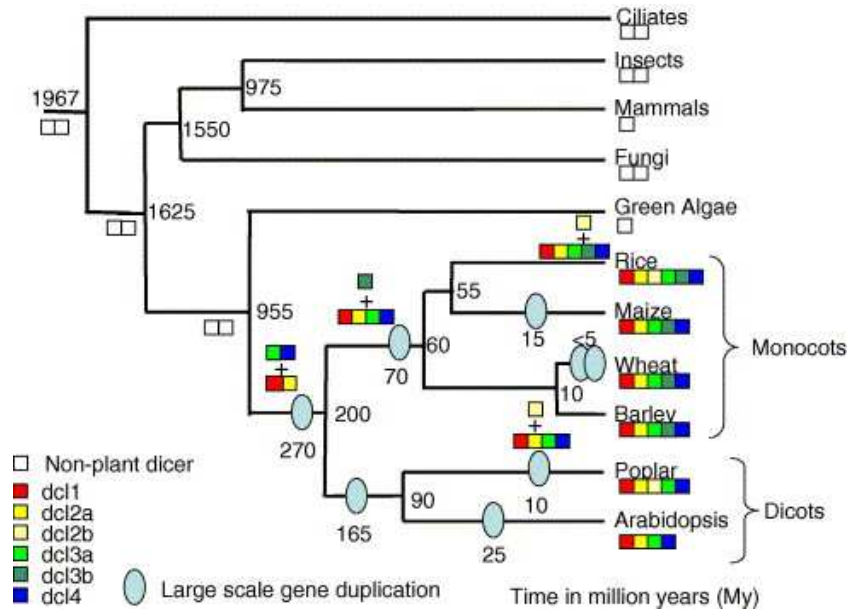 Ciliates
Insects
975
Mammals
1967
1550
Fungi
1625
Green Algae
+
Rice
+
55
Maize
955
15
<5
60
Wheat
Monocots
70
+
10
Barley
200
+
270
Poplar
90
10
Dicots
Arabidopsis
165
25
Non-plant dicer
dcl1
dcl2a
dcl2b
dcl3a
dcl3b
dcl4
Large scale gene duplication
Time in million years (My)